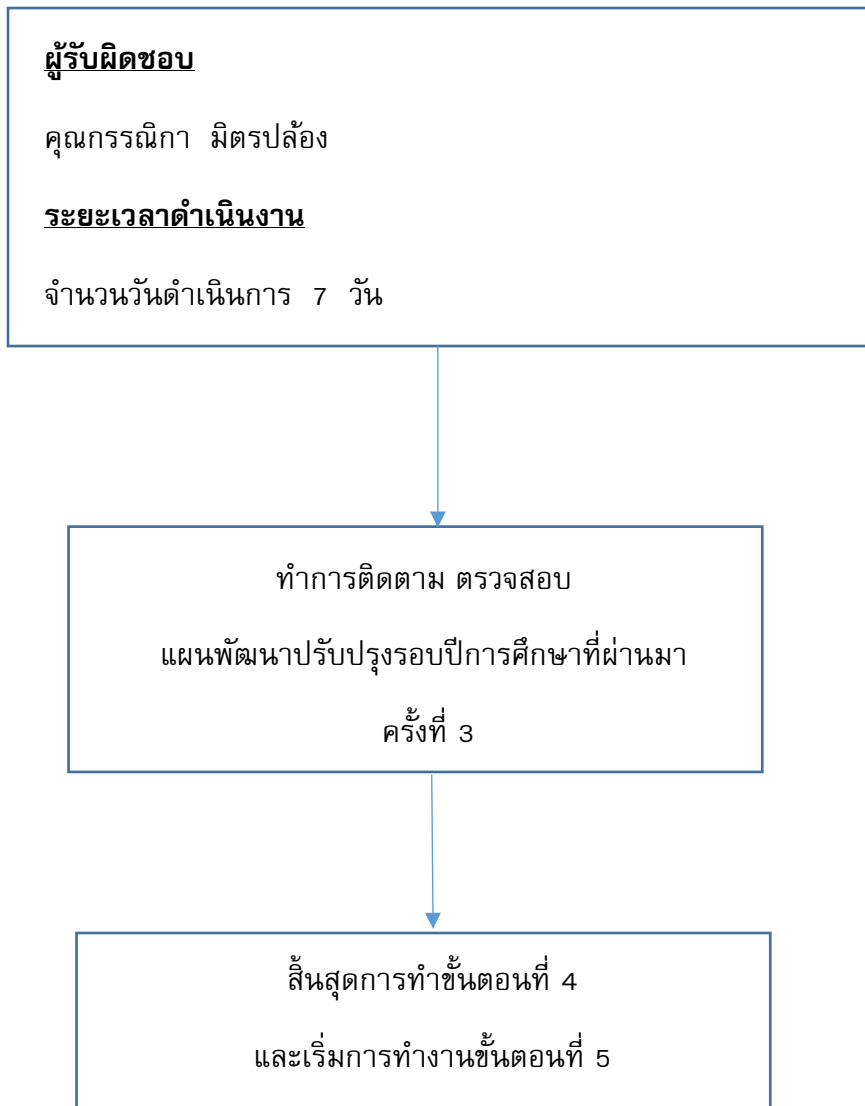 ผู้รับผิดชอบ
คุณกรรณิกา มิตรปล้อง
ระยะเวลาดำเนินงาน
จำนวนวันดำเนินการ 7 วัน
ทำการติดตาม ตรวจสอบ
แผนพัฒนาปรับปรุงรอบปีการศึกษาที่ผ่านมา
ครั้งที่ 3
สิ้นสุดการทำขั้นตอนที่ 4
และเริ่มการทำงานขั้นตอนที่ 5